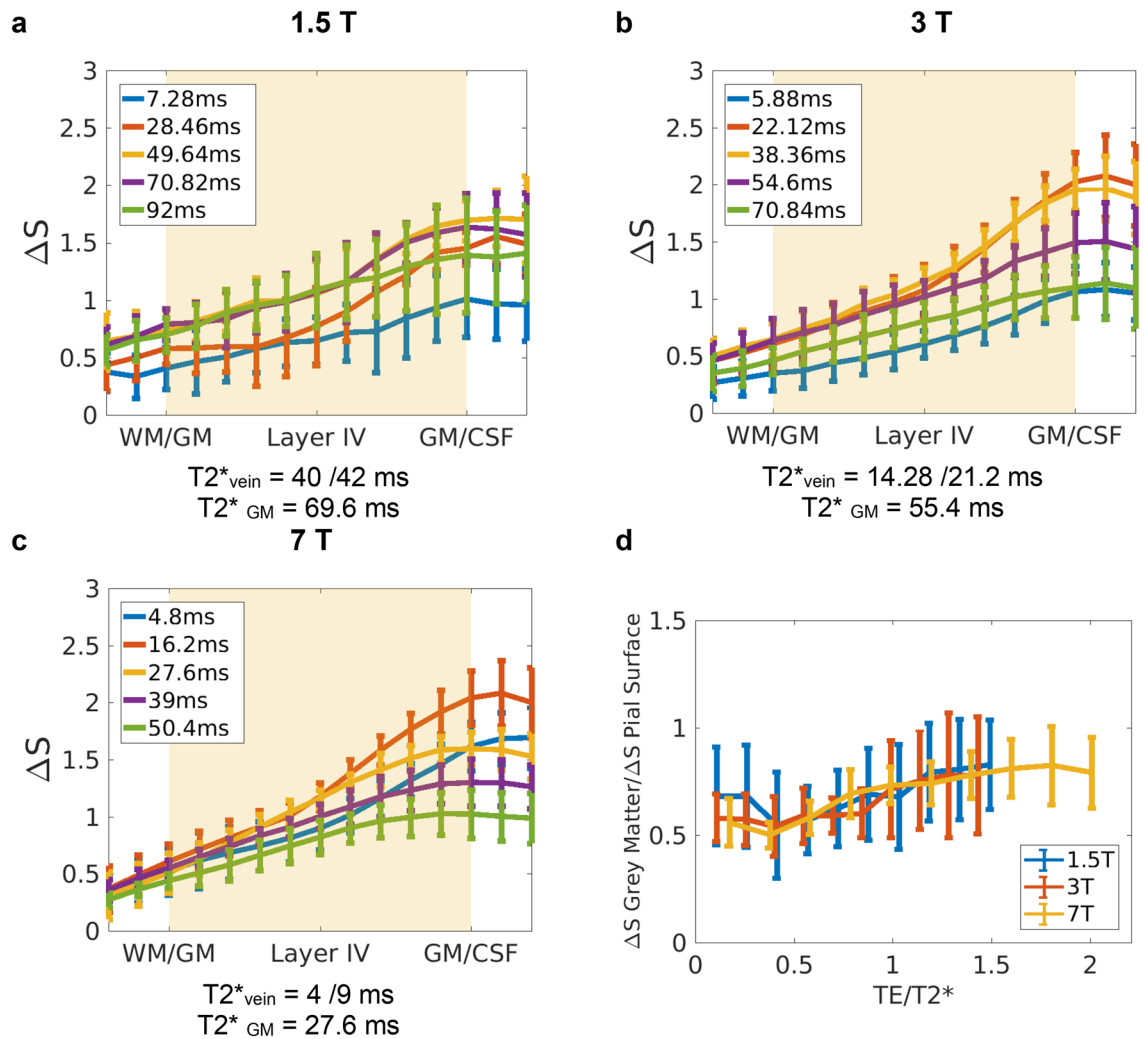 a
1.5 T
3
2.5
2
1.5
1
0.5
0
ΔS
7.28ms
28.46ms
49.64ms
70.82ms
92ms
WM/GM
Layer IV
GM/CSF
T2*vein = 40 /42 ms
T2* GM = 69.6 ms
b
3 T
3
2.5
2
1.5
1
0.5
0
ΔS
5.88ms
22.12ms
38.36ms
54.6ms
70.84ms
WM/GM
Layer IV
GM/CSF
T2*vein = 14.28 /21.2 ms
T2* GM = 55.4 ms
c
7 T
3
2.5
2
1.5
1
0.5
0
ΔS
4.8ms
16.2ms
27.6ms
39ms
50.4ms
WM/GM
Layer IV
GM/CSF
T2*vein = 4 /9 ms
T2* GM = 27.6 ms
d
1.5
1
0.5
0
ΔS Grey Matter/ΔS Pial Surface
1.5T
3T
7T
0
0.5
1
1.5
2
TE/T2*